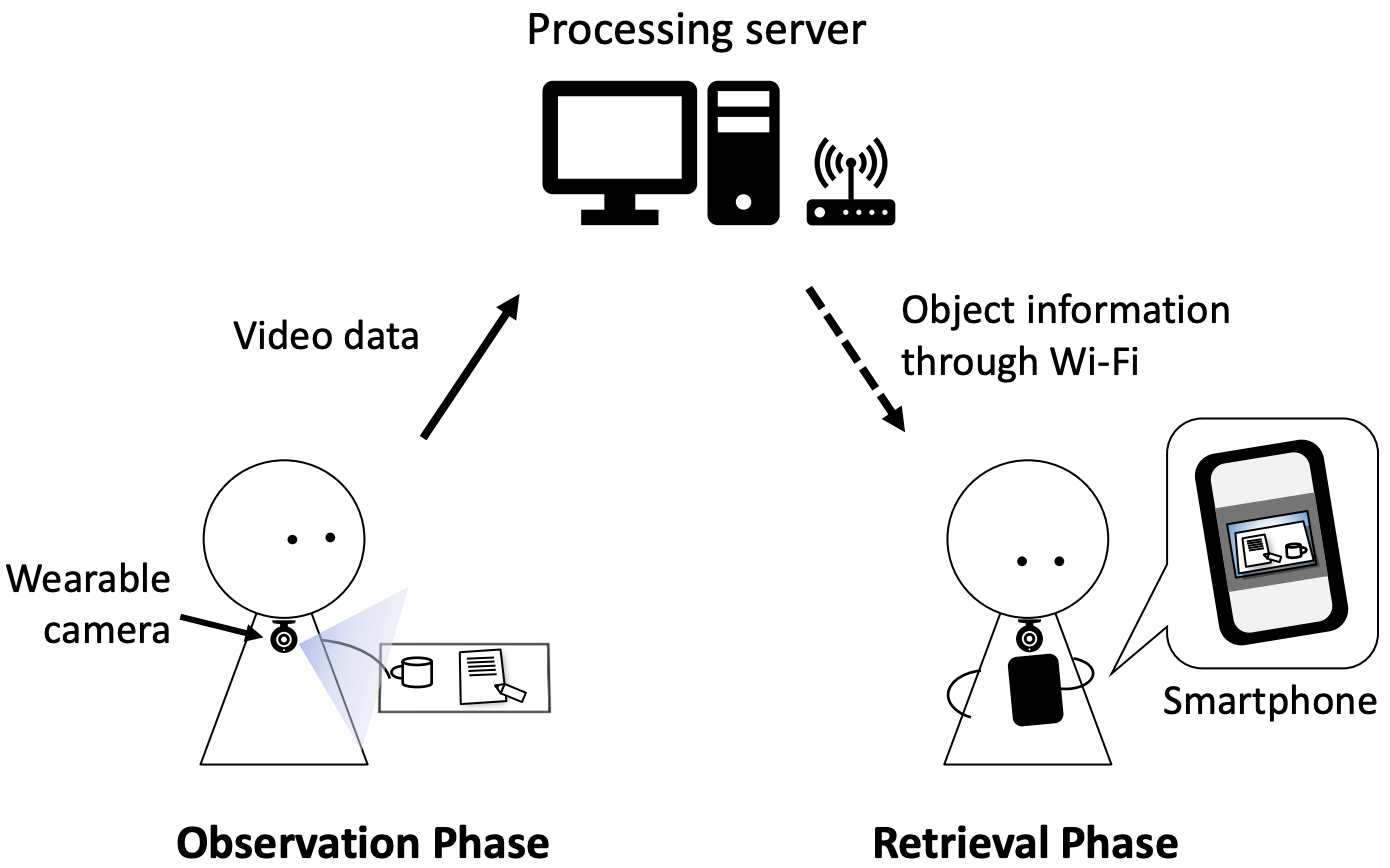 Processing server
Video data
Object information
through Wi-Fi
Wearable
camera
Smartphone
Observation Phase
Retrieval Phase